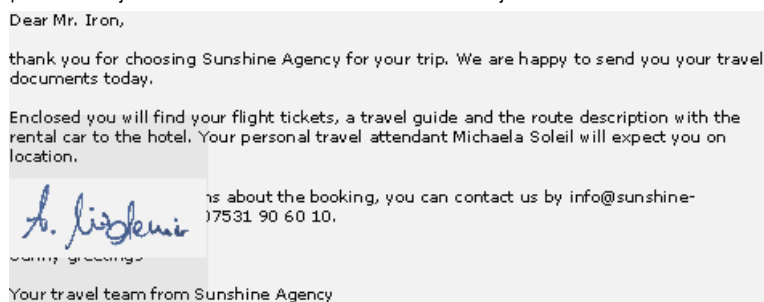 Dear Mr. Iron,
thank you for choosing Sunshine Agency for your trip. We are happy to send you your travel
documents today.
Enclosed you will find your flight tickets, a travel guide and the route description with the
rental car to the hotel. Your personal travel attendant Michaela Soleil will expect you on
location.
about the booking, you can contact us by info@sunshine-
07531 90 60 10.
greetings
Your travel team from Sunshine Agency